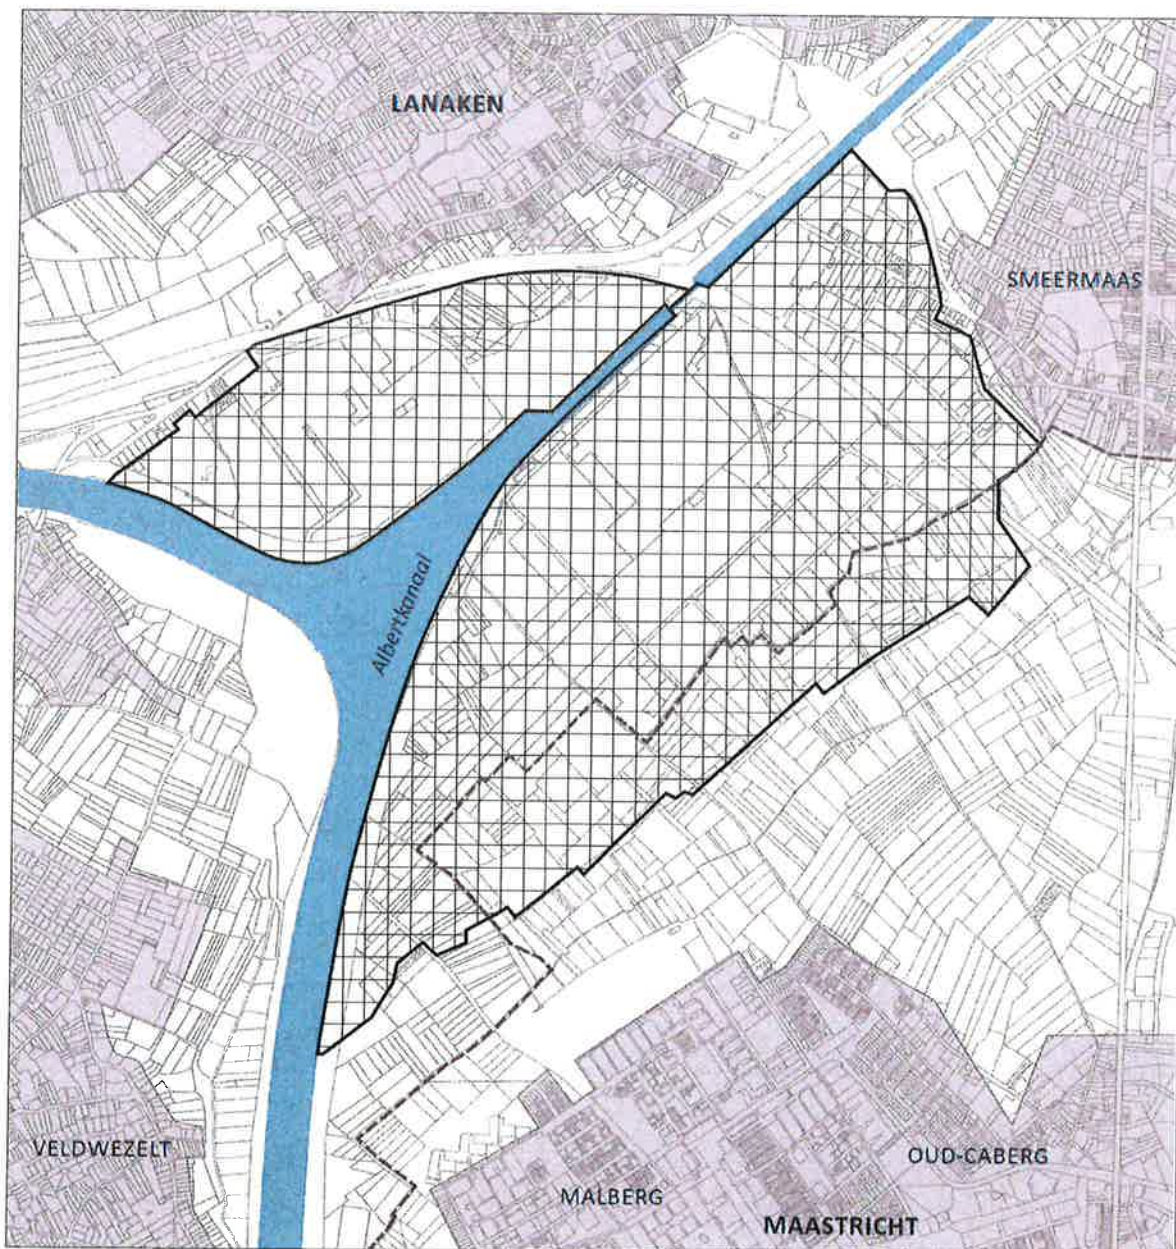 LANAKEN
SMEERMAAS
Albertkanaal
VELDWEZELT
OUD-CABERG
MALBERG
MAASTRICHT